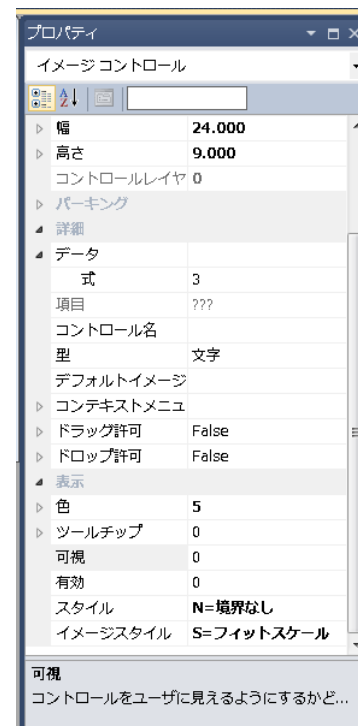 プロパティ
イメージ コントロール
幅 24.000
高さ 9.000
コントロールレイヤ 0
パーキング
詳細
データ
式 3
項目 ???
コントロール名
型 文字
デフォルトイメージ
コンテキストメニュ
ドラッグ許可 False
ドロップ許可 False
表示
色 5
ツールチップ 0
可視 0
有効 0
スタイル N=境界なし
イメージスタイル S=フィットスケール
可視
コントロールをユーザに見えるようにするかど...